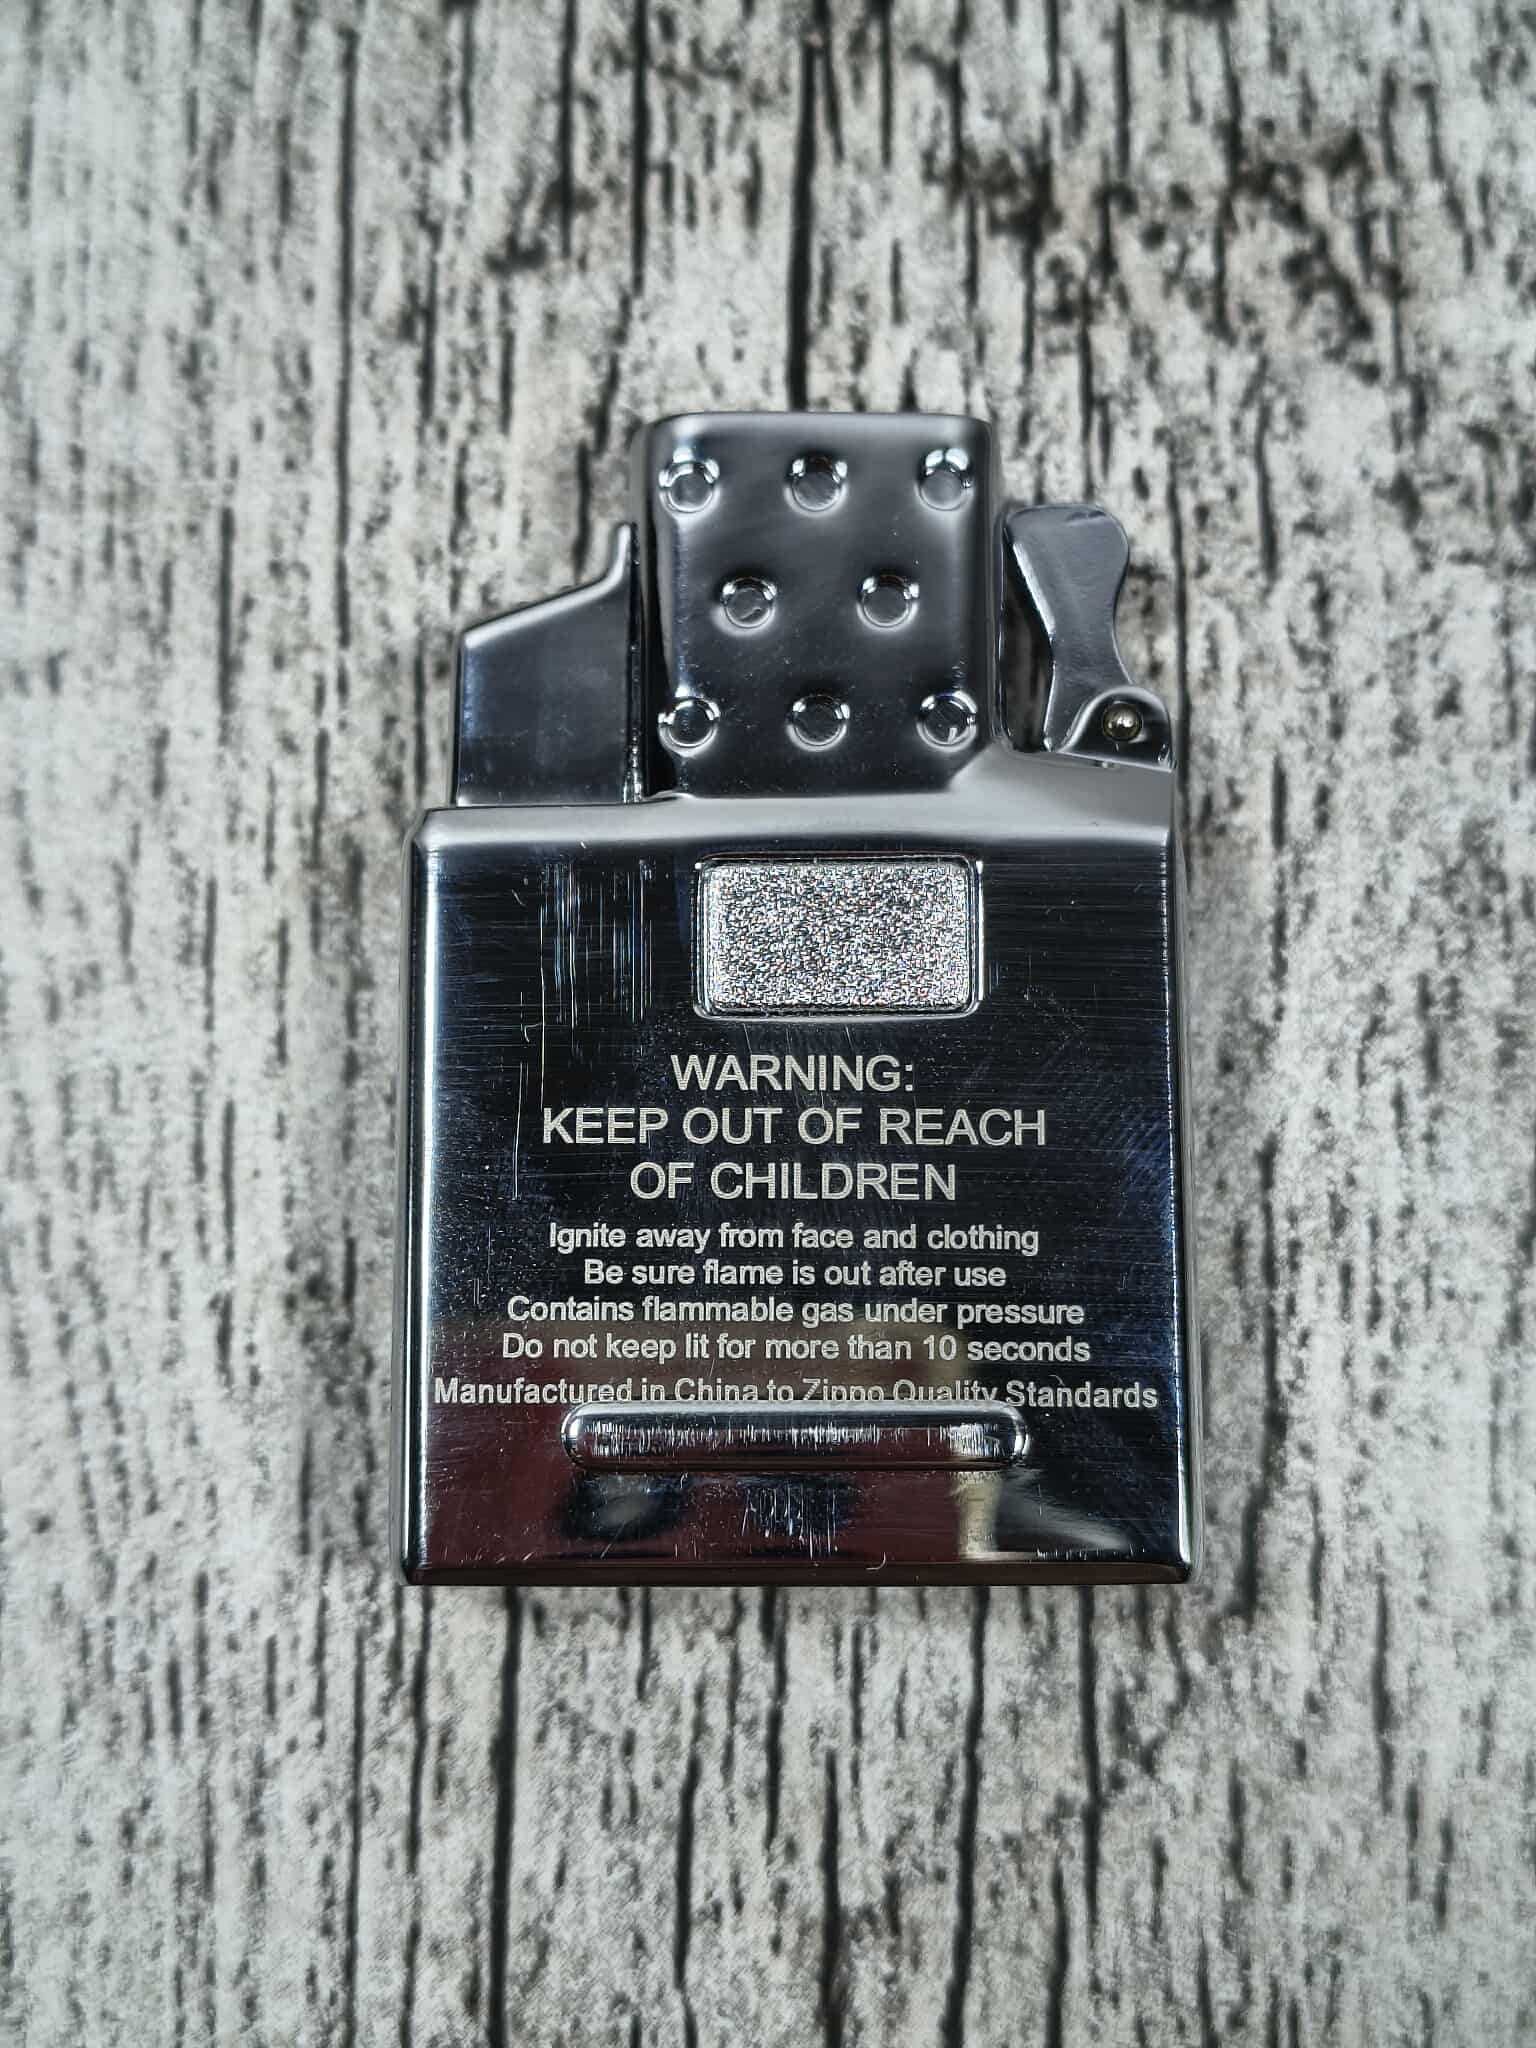 WARNING:
KEEP OUT OF REACH
OF CHILDREN
Ignite away from face and clothing
Be sure flame is out after use
Contains flammable gas under pressure
Do not keep lit for more than 10 seconds
Manufactured in China to Zippo Quality Standards